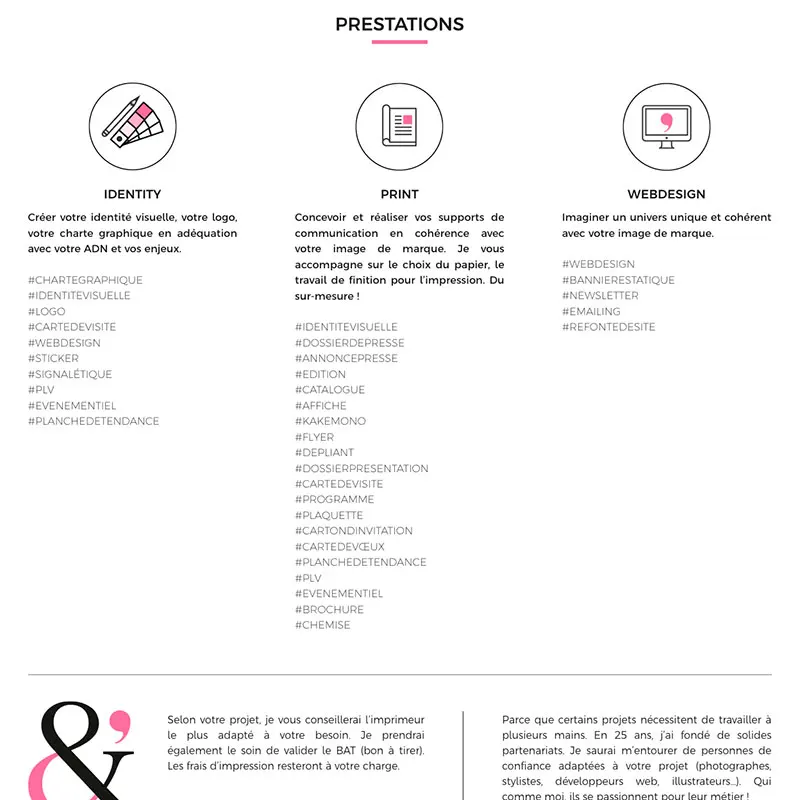 PRESTATIONS
IDENTITY
Créer votre identité visuelle, votre logo,
votre charte graphique en adéquation
avec votre ADN et vos enjeux.
#CHARTEGRAPHIQUE
#IDENTITEVISUELLE
#LOGO
#CARTEDEVISITE
#WEBDESIGN
#STICKER
#SIGNALÉTIQUE
#PLV
#EVENEMENTIEL
#PLANCHEDETENDANCE
PRINT
Concevoir et réaliser vos supports de
communication en cohérence avec
votre image de marque. Je vous
accompagne sur le choix du papier, le
travail de finition pour l'impression. Du
sur-mesure !
#IDENTITEVISUELLE
#DOSSIERDEPRESSE
#ANNONCEPRESSE
#EDITION
#CATALOGUE
#AFFICHE
#KAKEMONO
#FLYER
#DEPLIANT
#DOSSIERPRESENTATION
#CARTEDEVISITE
#PROGRAMME
#PLAQUETTE
#CARTONDINVITATION
#CARTEDEVŒUX
#PLANCHEDETENDANCE
#PLV
#EVENEMENTIEL
#BROCHURE
#CHEMISE
WEBDESIGN
Imaginer un univers unique et cohérent
avec votre image de marque.
#WEBDESIGN
#BANNIERESTATIQUE
#NEWSLETTER
#EMAILING
#REFONTEDESITE
&
Selon votre projet, je vous conseillerai l'imprimeur
le plus adapté à votre besoin. Je prendrai
également le soin de valider le BAT (bon à tirer).
Les frais d'impression resteront à votre charge.
Parce que certains projets nécessitent de travailler à
plusieurs mains. En 25 ans, j'ai fondé de solides
partenariats. Je saurai m'entourer de personnes de
confiance adaptées à votre projet (photographes,
stylistes, développeurs web, illustrateurs…). Qui
comme moi, ils se passionnent pour leur métier !